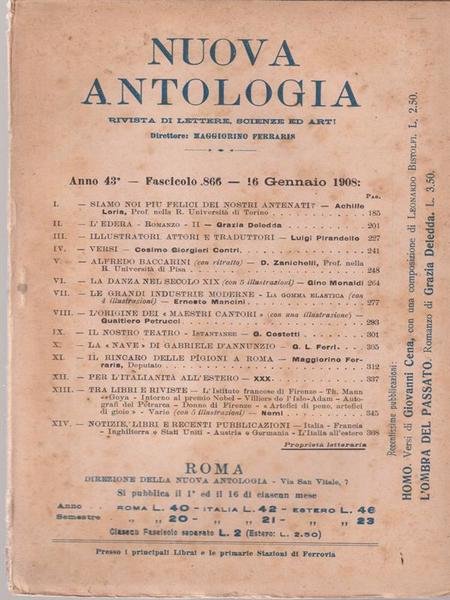 NUOVA
ANTOLOGIA
RIVISTA DI LETTERE, SCIENZE ED ARTI
Direttore: MAGGIORINO FERRARIS
Anno 43° - Fascicolo 866 - 16 Gennaio 1908:
PAG.
I. — SIAMO NOI PIU FELICI DEI NOSTRI ANTENATI? — Achille
Loria, Prof. nella R. Università di Torino 185
II. — L'EDERA - ROMANZO - II - Grazia Deledda 201
III. — ILLUSTRATORI, ATTORI E TRADUTTORI — Luigi Pirandello 227
IV. — VERSI — Cosimo Giorgieri Contri. 241
V. — ALFREDO BACCARINI (con ritratto) — D. Zanichelli, Prof. nella
R. Università di Pisa 248
VI. — LA DANZA NEL SECOLO XIX (con 5 illustrazioni) — Gino Monaldi 264
VII. — LE GRANDI INDUSTRIE MODERNE - LA GOMMA ELASTICA (con
4 illustrazioni) — Ernesto Mancini 277
VIII. — L'ORIGINE DEI « MAESTRI CANTORI » (con una illustrazione) —
Gualtiero Petrucci 293
IX. — IL NOSTRO TEATRO - ISTANTANEE — G. Costetti 301
X. — LA « NAVE » DI GABRIELE D'ANNUNZIO — G. L. Ferri. 305
XI. — IL RINCARO DELLE PIGIONI A ROMA — Maggiorino Fer-
raris, Deputato 312
XII. — PER L'ITALIANITÀ ALL'ESTERO — XXX. 337
XIII. — TRA LIBRI E RIVISTE — L'Istituto francese di Firenze - Th. Mann
- Goya - Intorno al premio Nobel - Villiers de l'Isle-Adam - Auto-
grafi del Petrarca - Donne di Firenze - « Artefici di pene, artefici
di gioie » - Varie (con 5 illustrazioni) — Nemi 345
XIV. — NOTIZIE, LIBRI E RECENTI PUBBLICAZIONI — Italia - Francia
- Inghilterra e Stati Uniti - Austria e Germania - L'Italia all'estero 368
Proprietà letteraria
ROMA
DIREZIONE DELLA NUOVA ANTOLOGIA - Via San Vitale, 7
Si pubblica il 1° ed il 16 di ciascun mese
Anno . . ROMA L. 40 - ITALIA L. 42 - ESTERO L. 46
Semestre . „ „ 20 - „ „ 21 - „ „ 23
Ciascun Fascicolo separato L. 2 (Estero: L. 2.50)
Presso i principali Librai e le primarie Stazioni di Ferrovia
Recentissime pubblicazioni:
HOMO. Versi di Giovanni Cena, con una composizione di LEONARDO BISTOLFI. L. 2.50.
L'OMBRA DEL PASSATO. Romanzo di Grazia Deledda. L. 3.50.